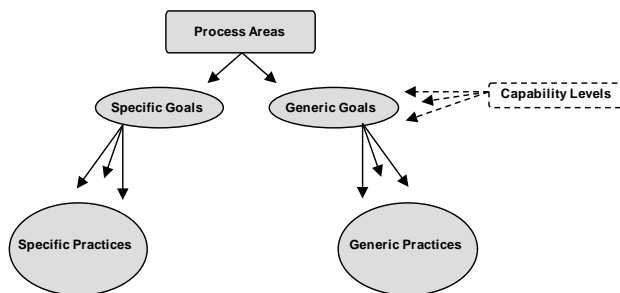 Process Areas
Specific Goals
Generic Goals
Capability Levels
Specific Practices
Generic Practices